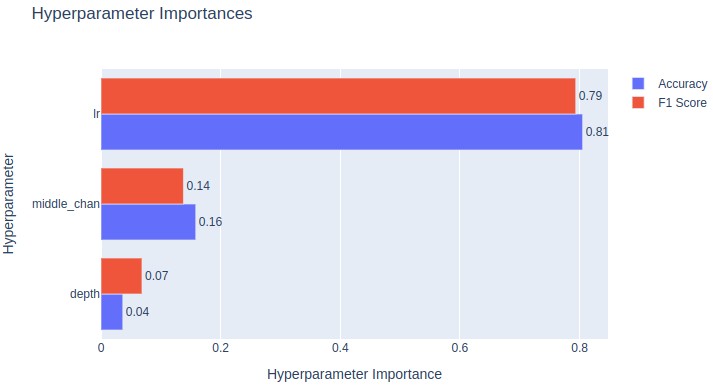 Hyperparameter Importances
Accuracy
F1 Score
Hyperparameter
lr
0.79
0.81
middle_chan
0.14
0.16
depth
0.07
0.04
0
0.2
0.4
0.6
0.8
Hyperparameter Importance